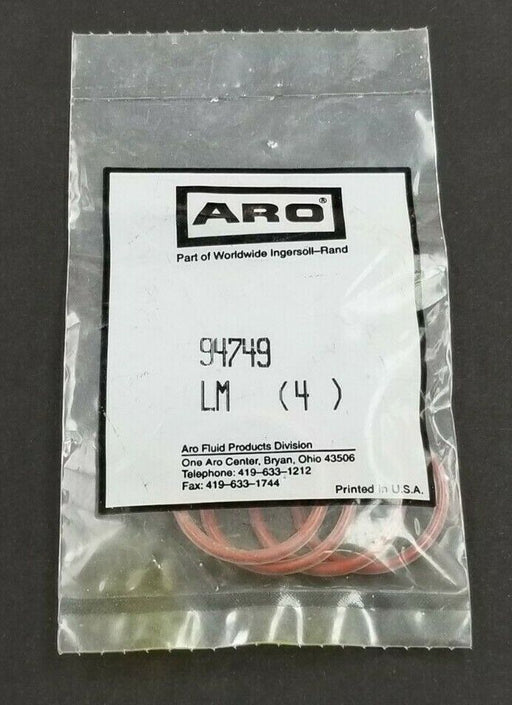 ARO®
Part of Worldwide Ingersoll-Rand
94749
LM (4)
Aro Fluid Products Division
One Aro Center, Bryan, Ohio 43506
Telephone: 419-633-1212
Fax: 419-633-1744
Printed in U.S.A.